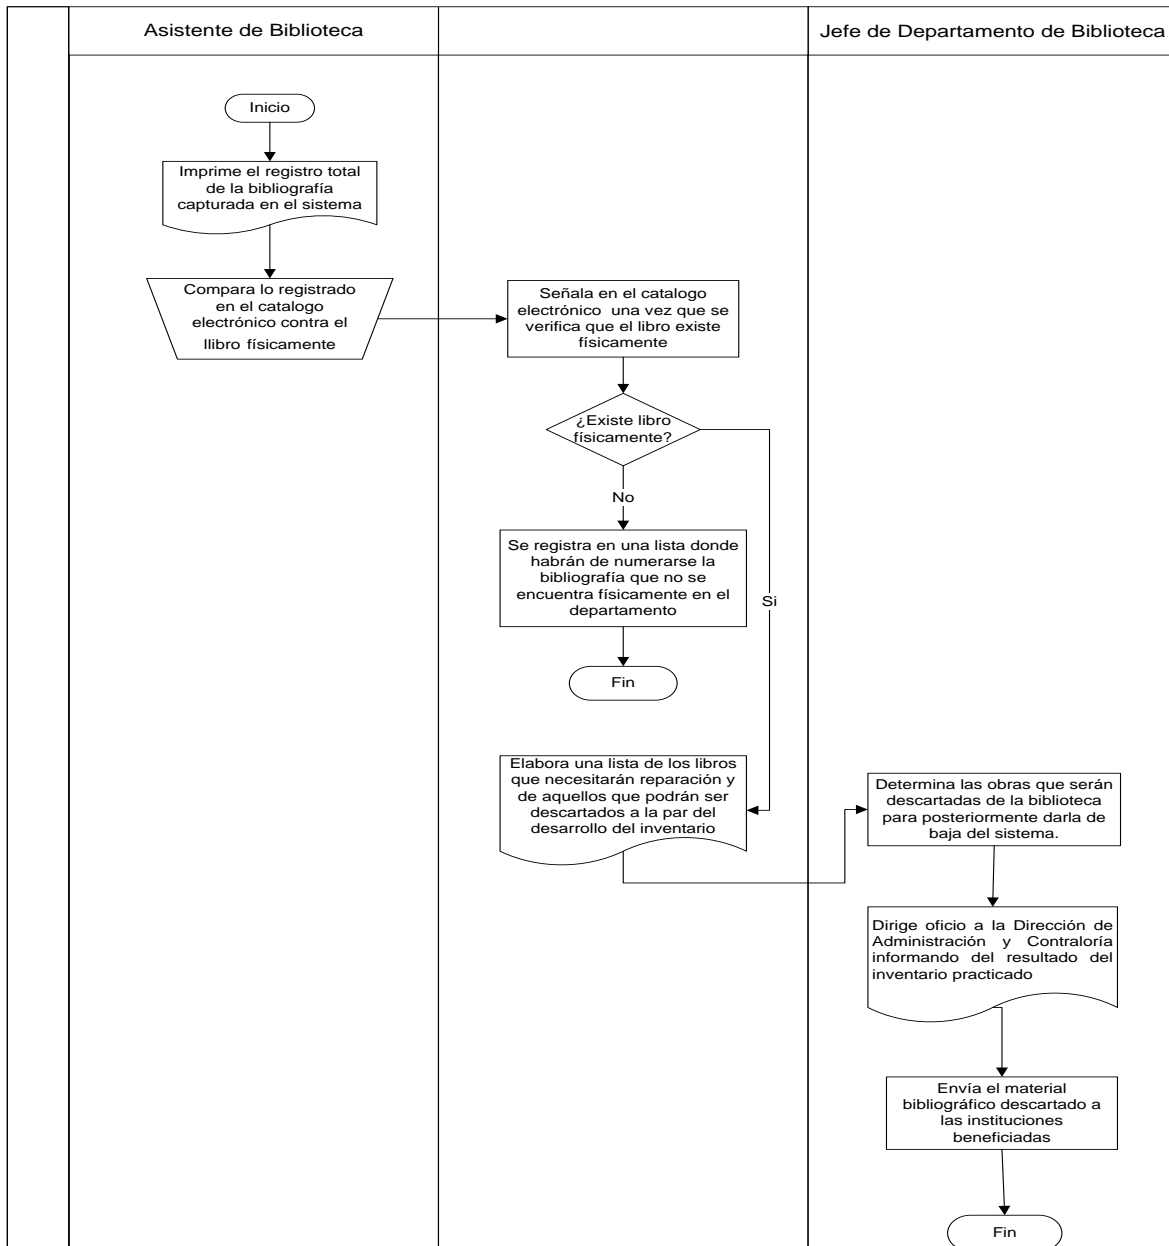 Asistente de Biblioteca
Jefe de Departamento de Biblioteca
Inicio
Imprime el registro total
de la bibliografía
capturada en el sistema
Compara lo registrado
en el catalogo
electrónico contra el
llibro físicamente
Señala en el catalogo
electrónico una vez que se
verifica que el libro existe
físicamente
¿Existe libro
físicamente?
No
Se registra en una lista donde
habrán de numerarse la
bibliografía que no se
encuentra físicamente en el
departamento
Si
Fin
Elabora una lista de los libros
que necesitarán reparación y
de aquellos que podrán ser
descartados a la par del
desarrollo del inventario
Determina las obras que serán
descartadas de la biblioteca
para posteriormente darla de
baja del sistema.
Dirige oficio a la Dirección de
Administración y Contraloría
informando del resultado del
inventario practicado
Envía el material
bibliográfico descartado a
las instituciones
beneficiadas
Fin